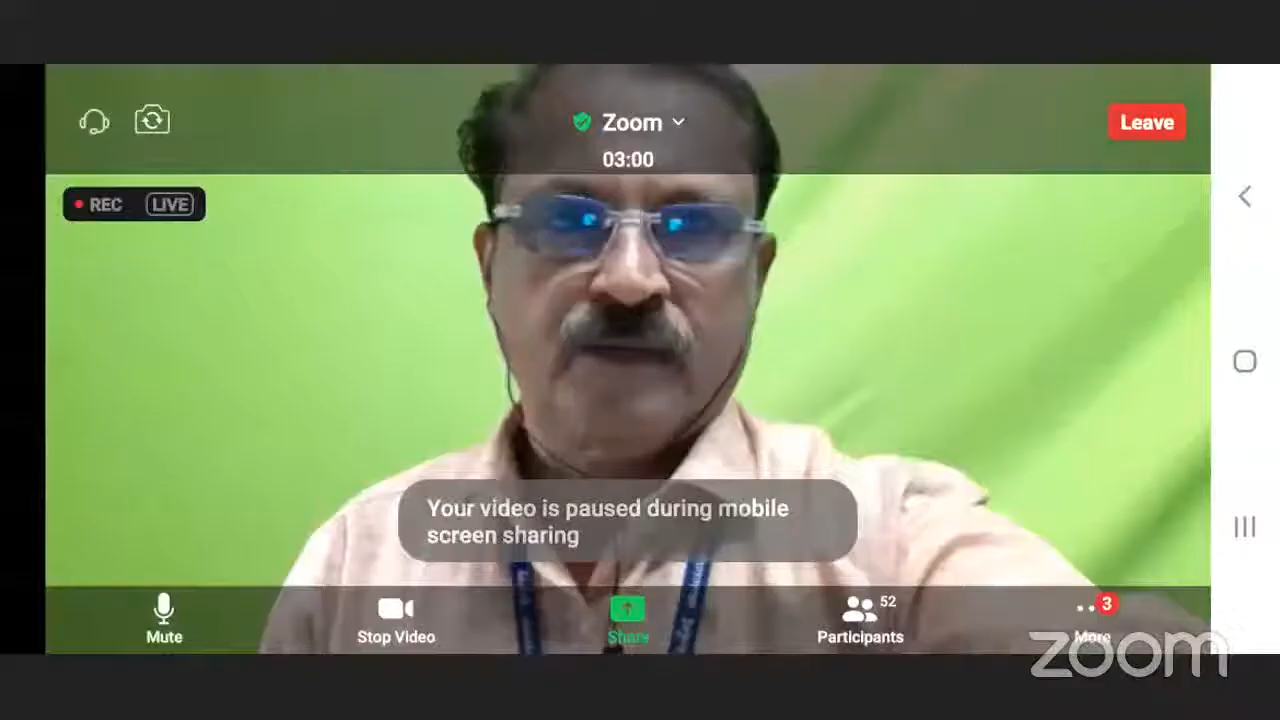 Zoom
Leave
03:00
REC LIVE
Your video is paused during mobile
screen sharing
Mute
Stop Video
Share
52
Participants
3
More
zoom